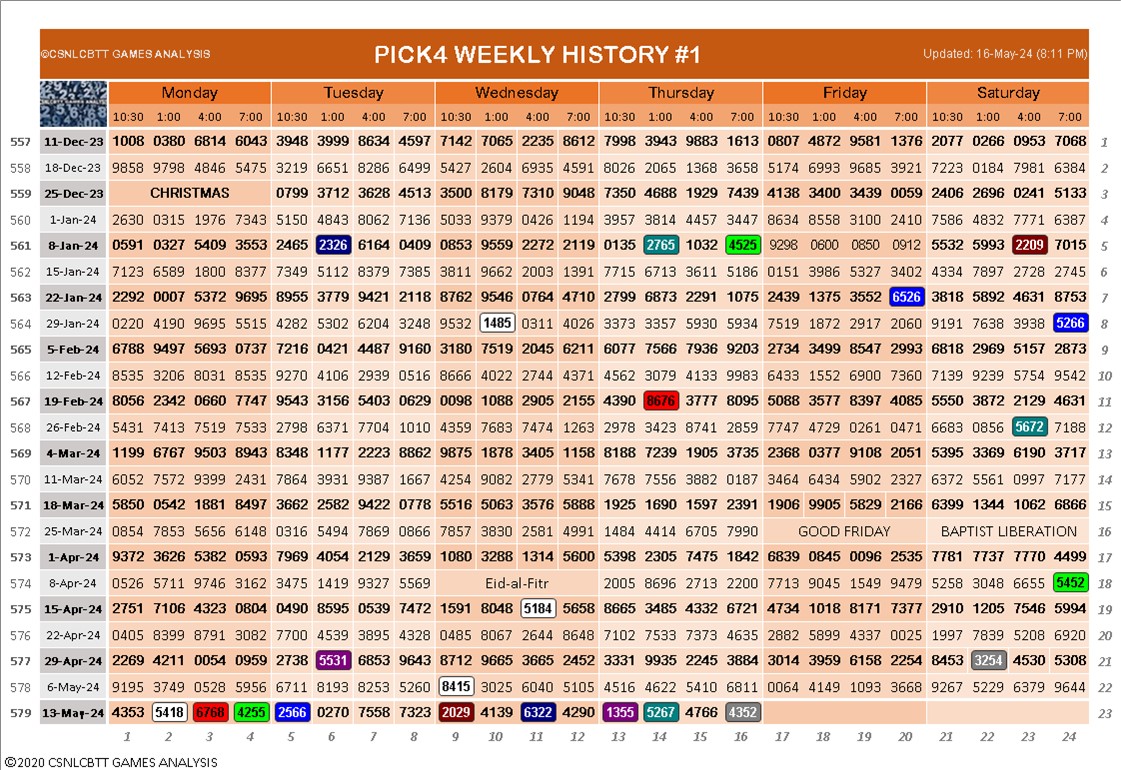 ©CSNLCBTT GAMES ANALYSIS PICK4 WEEKLY HISTORY #1 Updated: 16-May-24 (8:11 PM)
Monday Tuesday Wednesday Thursday Friday Saturday
10:30 1:00 4:00 7:00 10:30 1:00 4:00 7:00 10:30 1:00 4:00 7:00 10:30 1:00 4:00 7:00 10:30 1:00 4:00 7:00 10:30 1:00 4:00 7:00
557 11-Dec-23 1008 0380 6814 6043 3948 3999 8634 4597 7142 7065 2235 8612 7998 3943 9883 1613 0807 4872 9581 1376 2077 0266 0953 7068 1
558 18-Dec-23 9858 9798 4846 5475 3219 6651 8286 6499 5427 2604 6935 4591 8026 2065 1368 3658 5174 6993 9685 3921 7223 0184 7981 6384 2
559 25-Dec-23 CHRISTMAS 0799 3712 3628 4513 3500 8179 7310 9048 7350 4688 1929 7439 4138 3400 3439 0059 2406 2696 0241 5133 3
560 1-Jan-24 2630 0315 1976 7343 5150 4843 8062 7136 5033 9379 0426 1194 3957 3814 4457 3447 8634 8558 3100 2410 7586 4832 7771 6387 4
561 8-Jan-24 0591 0327 5409 3553 2465 2326 6164 0409 0853 9559 2272 2119 0135 2765 1032 4525 9298 0600 0850 0912 5532 5993 2209 7015 5
562 15-Jan-24 7123 6589 1800 8377 7349 5112 8379 7385 3811 9662 2003 1391 7715 6713 3611 5186 0151 3986 5327 3402 4334 7897 2728 2745 6
563 22-Jan-24 2292 0007 5372 9695 8955 3779 9421 2118 8762 9546 0764 4710 2799 6873 2291 1075 2439 1375 3552 6526 3818 5892 4631 8753 7
564 29-Jan-24 0220 4190 9695 5515 4282 5302 6204 3248 9532 1485 0311 4026 3373 3357 5930 5934 7519 1872 2917 2060 9191 7638 3938 5266 8
565 5-Feb-24 6788 9497 5693 0737 7216 0421 4487 9160 3180 7519 2045 6211 6077 7566 7936 9203 2734 3499 8547 2993 6818 2969 5157 2873 9
566 12-Feb-24 8535 3206 8031 8535 9270 4106 2939 0516 8666 4022 2744 4371 4562 3079 4133 9983 6433 1552 6900 7360 7139 9239 5754 9542 10
567 19-Feb-24 8056 2342 0660 7747 9543 3156 5403 0629 0098 1088 2905 2155 4390 8676 3777 8095 5088 3577 8397 4085 5550 3872 2129 4631 11
568 26-Feb-24 5431 7413 7519 7533 2798 6371 7704 1010 4359 7683 7474 1263 2978 3423 8741 2859 7747 4729 0261 0471 6683 0856 5672 7188 12
569 4-Mar-24 1199 6767 9503 8943 8348 1177 2223 8862 9875 1878 3405 1158 8188 7239 1905 3735 2368 0377 9108 2051 5395 3369 6190 3717 13
570 11-Mar-24 6052 7572 9399 2431 7864 3931 9387 1667 4254 9082 2779 5341 7678 7556 3882 0187 3464 6434 5902 2327 6372 5561 0997 7177 14
571 18-Mar-24 5850 0542 1881 8497 3662 2582 9422 0778 5516 5063 3576 5888 1925 1690 1597 2391 1906 9905 5829 2166 6399 1344 1062 6866 15
572 25-Mar-24 0854 7853 5656 6148 0316 5494 7869 0866 7857 3830 2581 4991 1484 4414 6705 7990 GOOD FRIDAY BAPTIST LIBERATION 16
573 1-Apr-24 9372 3626 5382 0593 7969 4054 2129 3659 1080 3288 1314 5600 5398 2305 7475 1842 6839 0845 0096 2535 7781 7737 7770 4499 17
574 8-Apr-24 0526 5711 9746 3162 3475 1419 9327 5569 Eid-al-Fitr 2005 8696 2713 2200 7713 9045 1549 9479 5258 3048 6655 5452 18
575 15-Apr-24 2751 7106 4323 0804 0490 8595 0539 7472 1591 8048 5184 5658 8665 3485 4332 6721 4734 1018 8171 7377 2910 1205 7546 5994 19
576 22-Apr-24 0405 8399 8791 3082 7700 4539 3895 4328 0485 8067 2644 8648 7102 7533 7373 4635 2882 5899 4337 0025 1997 7839 5208 6920 20
577 29-Apr-24 2269 4211 0054 0959 2738 5531 6853 9643 8712 9665 3665 2452 3331 9935 2245 3884 3014 3959 6158 2254 8453 3254 4530 5308 21
578 6-May-24 9195 3749 0528 5956 6711 8193 8253 5260 8415 3025 6040 5105 4516 4622 5410 6811 0064 4149 1093 3668 9267 5229 6379 9644 22
579 13-May-24 4353 5418 6768 4255 2566 0270 7558 7323 2029 4139 6322 4290 1355 5267 4766 4352 23
1 2 3 4 5 6 7 8 9 10 11 12 13 14 15 16 17 18 19 20 21 22 23 24
©2020 CSNLCBTT GAMES ANALYSIS